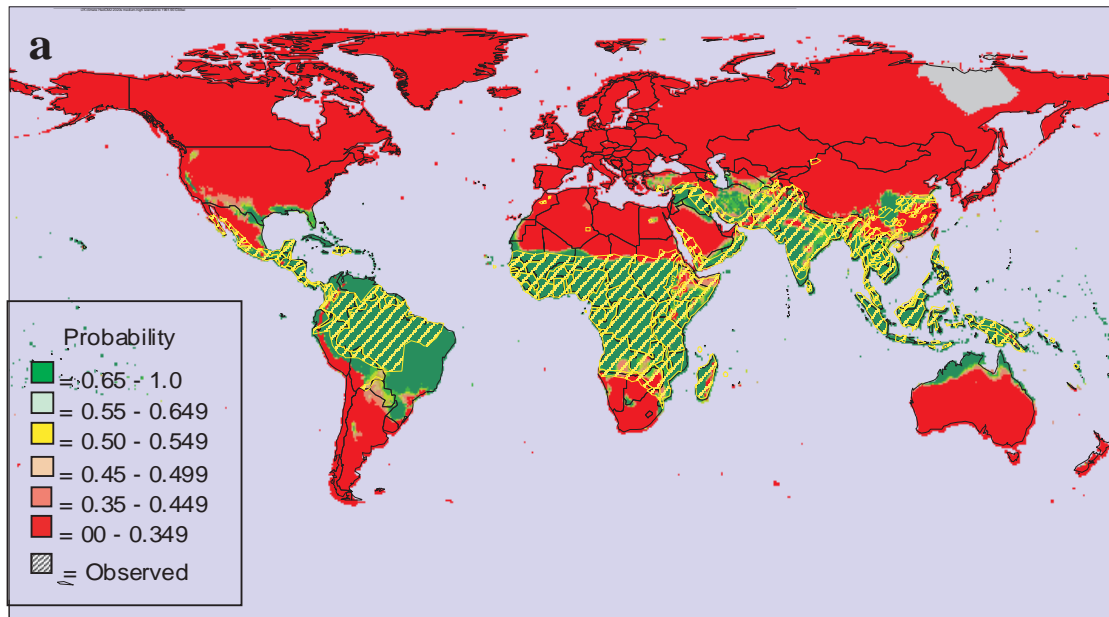 a
Probability
= 0.65 - 1.0
= 0.55 - 0.649
= 0.50 - 0.549
= 0.45 - 0.499
= 0.35 - 0.449
= 00 - 0.349
= Observed